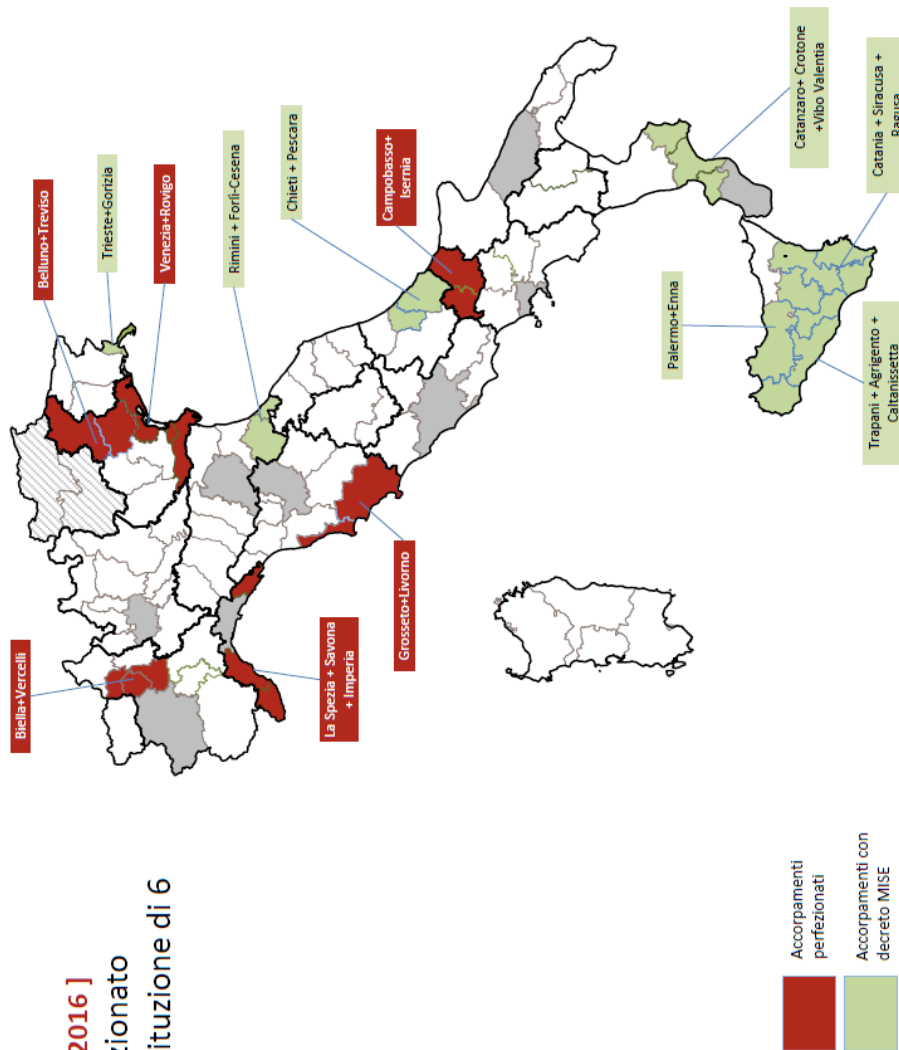 2016 ]
zionato
ituzione di 6
Biella+Vercelli
Belluno+Treviso
Trieste+Gorizia
Venezia+Rovigo
Rimini + Forlì-Cesena
Chieti + Pescara
La Spezia + Savona
+ Imperia
Grosseto+Livorno
Campobasso+
Isernia
Palermo+Enna
Catanzaro+ Crotone
+Vibo Valentia
Trapani + Agrigento +
Caltanissetta
Catania + Siracusa +
Ragusa
Accorpamenti
perfezionati
Accorpamenti con
decreto MISE